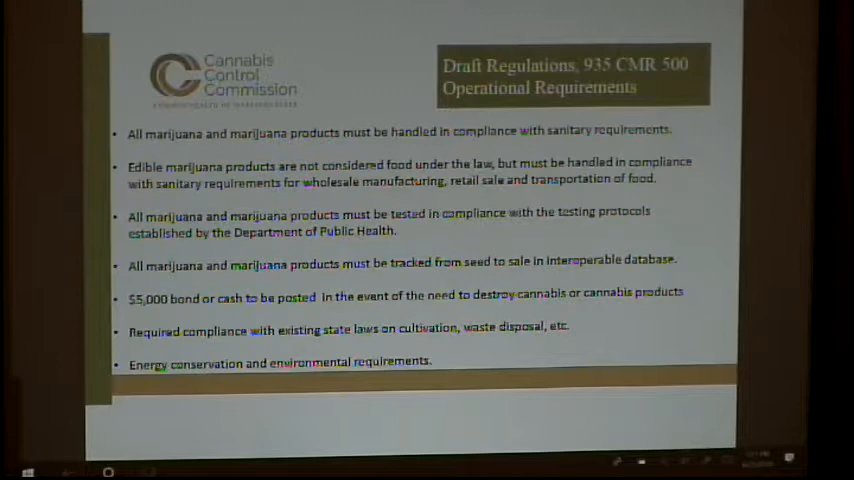 Cannabis
Control
Commission
COMMONWEALTH OF MASSACHUSETTS
Draft Regulations, 935 CMR 500
Operational Requirements
• All marijuana and marijuana products must be handled in compliance with sanitary requirements.
• Edible marijuana products are not considered food under the law, but must be handled in compliance
with sanitary requirements for wholesale manufacturing, retail sale and transportation of food.
• All marijuana and marijuana products must be tested in compliance with the testing protocols
established by the Department of Public Health.
• All marijuana and marijuana products must be tracked from seed to sale in interoperable database.
• $5,000 bond or cash to be posted in the event of the need to destroy cannabis or cannabis products
• Required compliance with existing state laws on cultivation, waste disposal, etc.
• Energy conservation and environmental requirements.